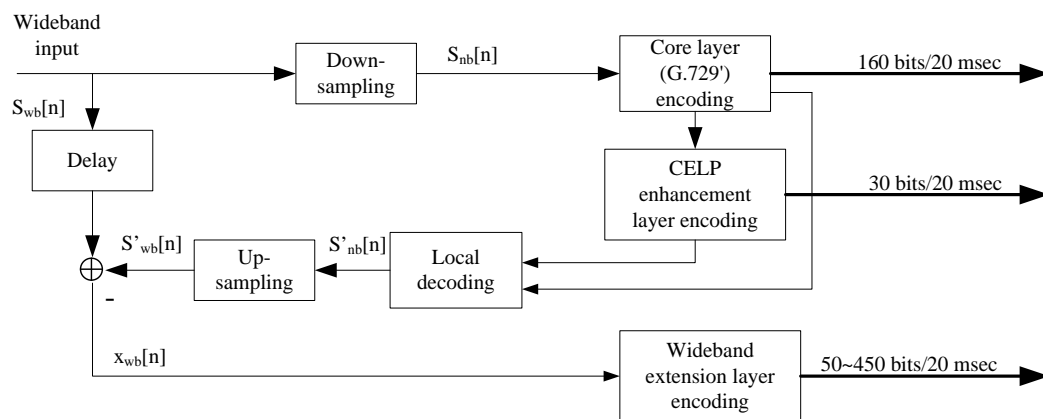 Wideband
input
Down-
sampling
S_nb[n]
Core layer
(G.729')
encoding
160 bits/20 msec
S_wb[n]
Delay
CELP
enhancement
layer encoding
30 bits/20 msec
S’_wb[n]
Up-
sampling
S'_nb[n]
Local
decoding
-
x_wb[n]
Wideband
extension layer
encoding
50~450 bits/20 msec